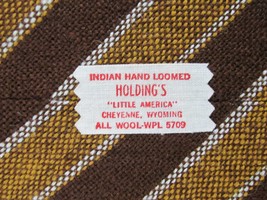 INDIAN HAND LOOMED
HOLDING'S
"LITTLE AMERICA"
CHEYENNE, WYOMING
ALL WOOL-WPL 5709